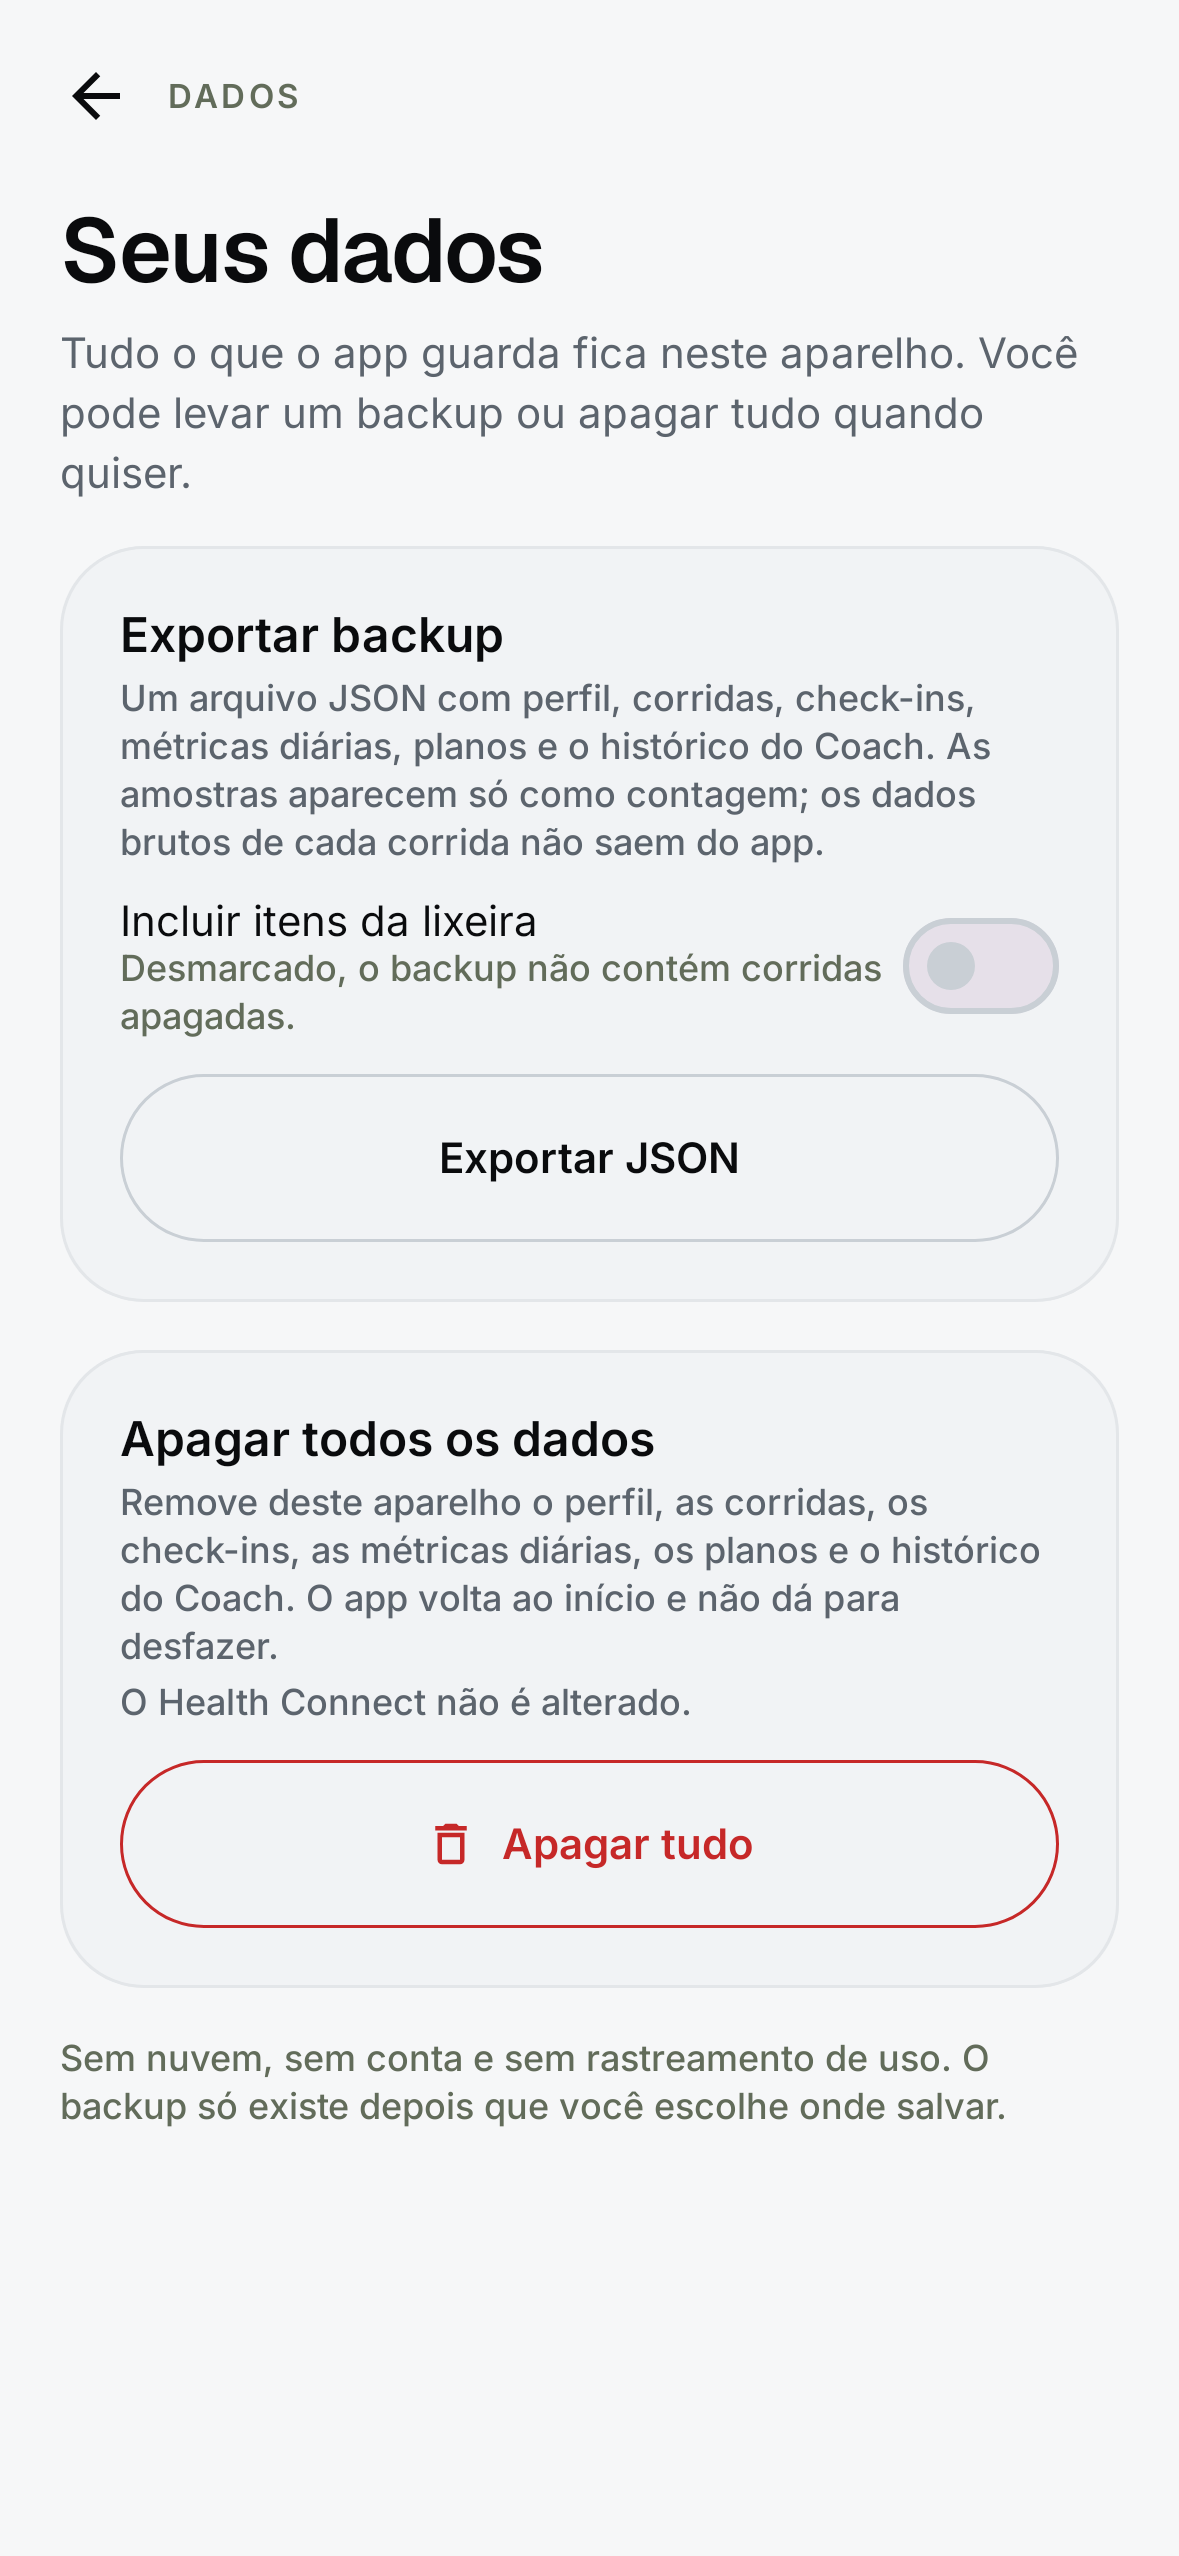 DADOS
Seus dados
Tudo o que o app guarda fica neste aparelho. Você
pode levar um backup ou apagar tudo quando
quiser.
Exportar backup
Um arquivo JSON com perfil, corridas, check-ins,
métricas diárias, planos e o histórico do Coach. As
amostras aparecem só como contagem; os dados
brutos de cada corrida não saem do app.
Incluir itens da lixeira
Desmarcado, o backup não contém corridas
apagadas.
Exportar JSON
Apagar todos os dados
Remove deste aparelho o perfil, as corridas, os
check-ins, as métricas diárias, os planos e o histórico
do Coach. O app volta ao início e não dá para
desfazer.
O Health Connect não é alterado.
Apagar tudo
Sem nuvem, sem conta e sem rastreamento de uso. O
backup só existe depois que você escolhe onde salvar.